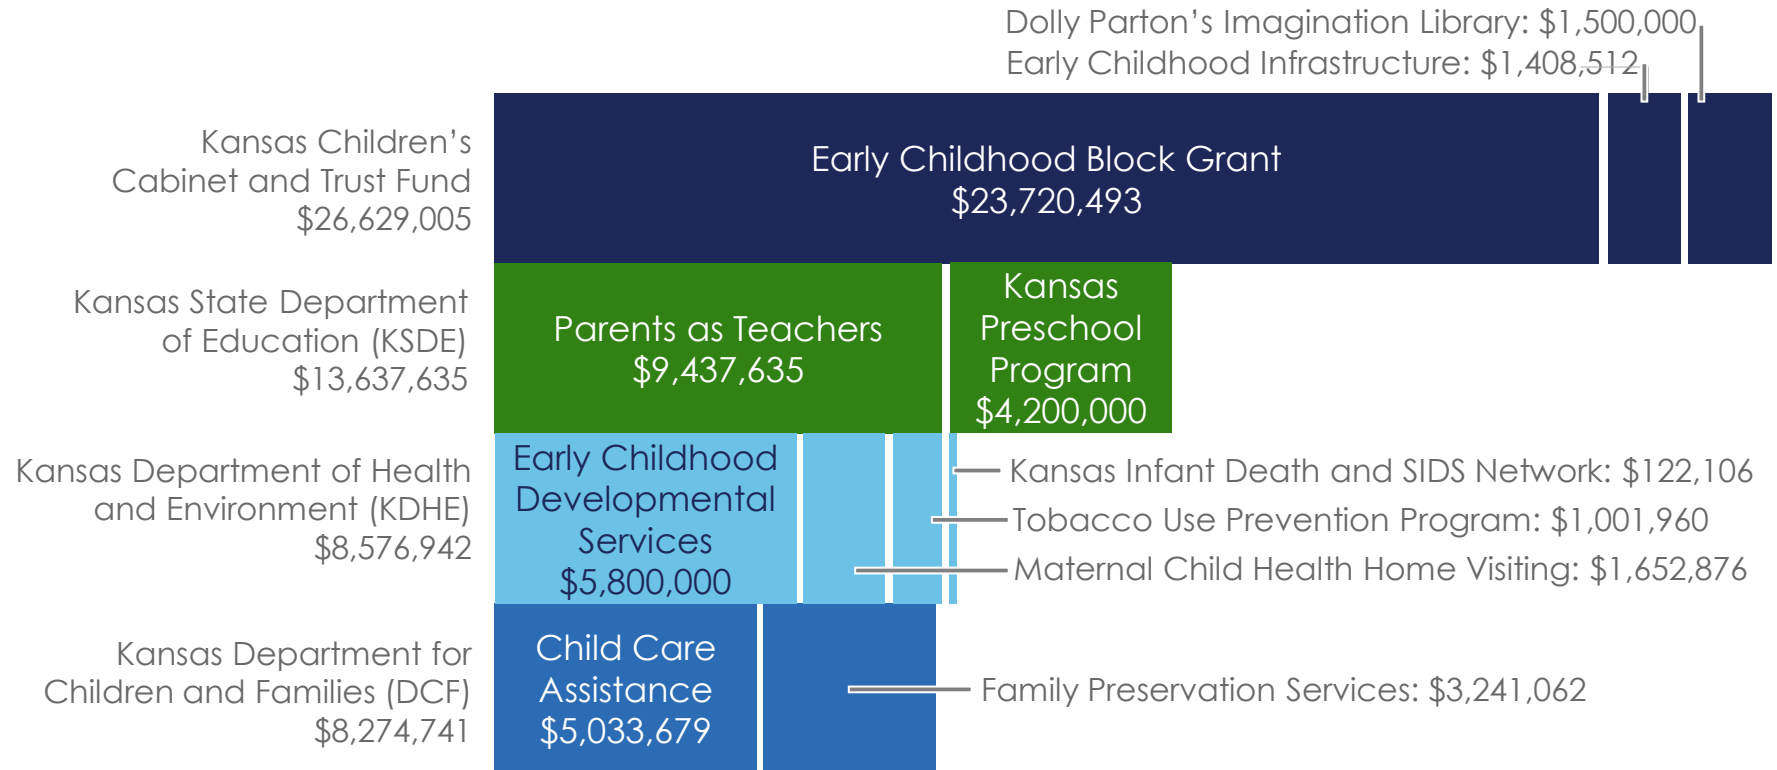 Dolly Parton’s Imagination Library: $1,500,000
Early Childhood Infrastructure: $1,408,512
Kansas Children’s
Cabinet and Trust Fund
$26,629,005
Early Childhood Block Grant
$23,720,493
Kansas State Department
of Education (KSDE)
$13,637,635
Parents as Teachers
$9,437,635
Kansas
Preschool
Program
$4,200,000
Kansas Department of Health
and Environment (KDHE)
$8,576,942
Early Childhood
Developmental
Services
$5,800,000
Kansas Infant Death and SIDS Network: $122,106
Tobacco Use Prevention Program: $1,001,960
Maternal Child Health Home Visiting: $1,652,876
Kansas Department for
Children and Families (DCF)
$8,274,741
Child Care
Assistance
$5,033,679
Family Preservation Services: $3,241,062